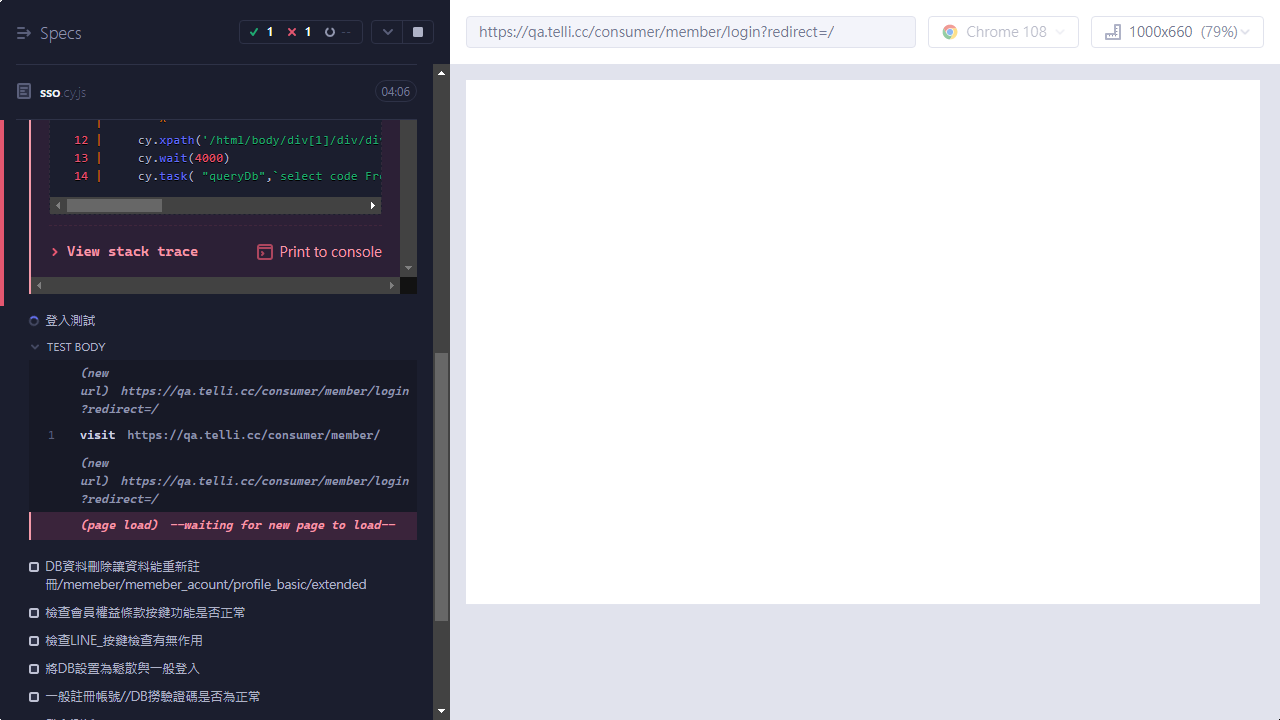 Specs
1 1 --
https://qa.telli.cc/consumer/member/login?redirect=/
Chrome 108
1000x660 (79%)
sso.cy.js
04:06
12 | cy.xpath('/html/body/div[1]/div/div
13 | cy.wait(4000)
14 | cy.task( "queryDb",`select code Fro
View stack trace
Print to console
登入測試
TEST BODY
(new
url) https://qa.telli.cc/consumer/member/login
?redirect=/
1 visit https://qa.telli.cc/consumer/member/
(new
url) https://qa.telli.cc/consumer/member/login
?redirect=/
(page load) --waiting for new page to load--
DB資料刪除讓資料能重新註
冊/memeber/memeber_acount/profile_basic/extended
檢查會員權益條款按鍵功能是否正常
檢查LINE_按鍵檢查有無作用
將DB設置為鬆散與一般登入
一般註冊帳號//DB撈驗證碼是否為正常